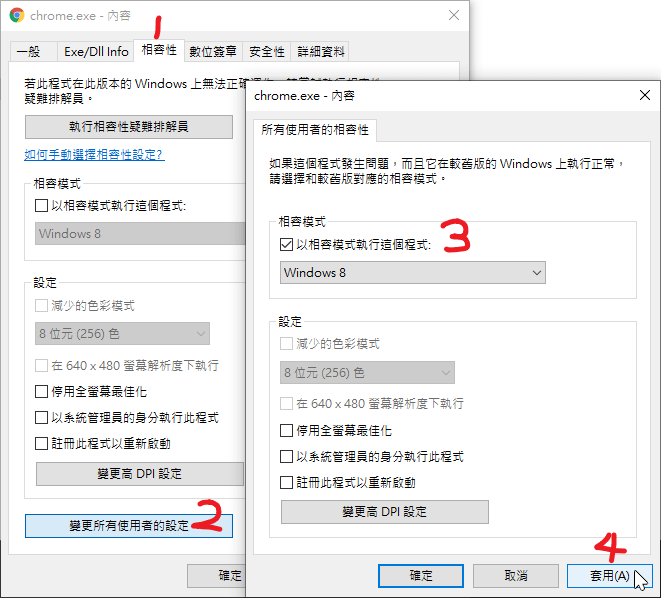 chrome.exe - 內容
1
一般 Exe/Dll Info 相容性 數位簽章 安全性 詳細資料
若此程式在此版本的 Windows 上無法正確
疑難排解員。
執行相容性疑難排解員
如何手動選擇相容性設定?
相容模式
以相容模式執行這個程式:
Windows 8
設定
減少的色彩模式
8 位元 (256) 色
在 640 x 480 螢幕解析度下執行
停用全螢幕最佳化
以系統管理員的身分執行此程式
註冊此程式以重新啟動
變更高 DPI 設定
變更所有使用者的設定
2
確定
chrome.exe - 內容
所有使用者的相容性
如果這個程式發生問題，而且它在較舊版的 Windows 上執行正常，
請選擇和較舊版對應的相容模式。
相容模式
以相容模式執行這個程式:
3
Windows 8
設定
減少的色彩模式
8 位元 (256) 色
在 640 x 480 螢幕解析度下執行
停用全螢幕最佳化
以系統管理員的身分執行此程式
註冊此程式以重新啟動
變更高 DPI 設定
4
確定 取消 套用(A)